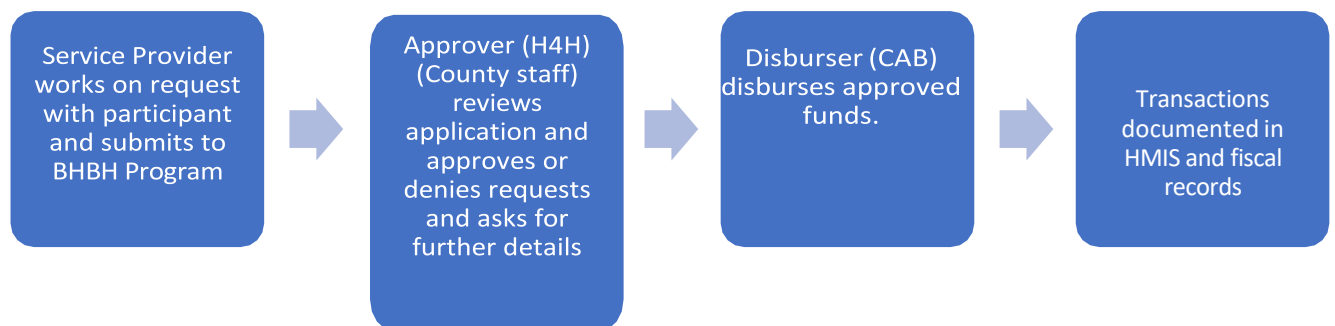 Service Provider
works on request
with participant
and submits to
BHBH Program
Approver (H4H)
(County staff)
reviews
application and
approves or
denies requests
and asks for
further details
Disburser (CAB)
disburses approved
funds.
Transactions
documented in
HMIS and fiscal
records